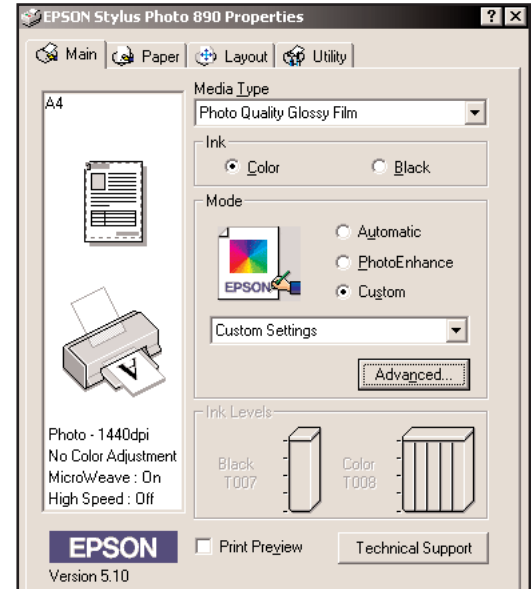 EPSON Stylus Photo 890 Properties
Main Paper Layout Utility
A4
Media Type
Photo Quality Glossy Film
Ink
Color Black
Mode
Automatic
PhotoEnhance
Custom
EPSON
Custom Settings
Advanced...
Ink Levels
Black
T007
Color
T008
A
Photo - 1440dpi
No Color Adjustment
MicroWeave : On
High Speed : Off
EPSON
Version 5.10
Print Preview
Technical Support